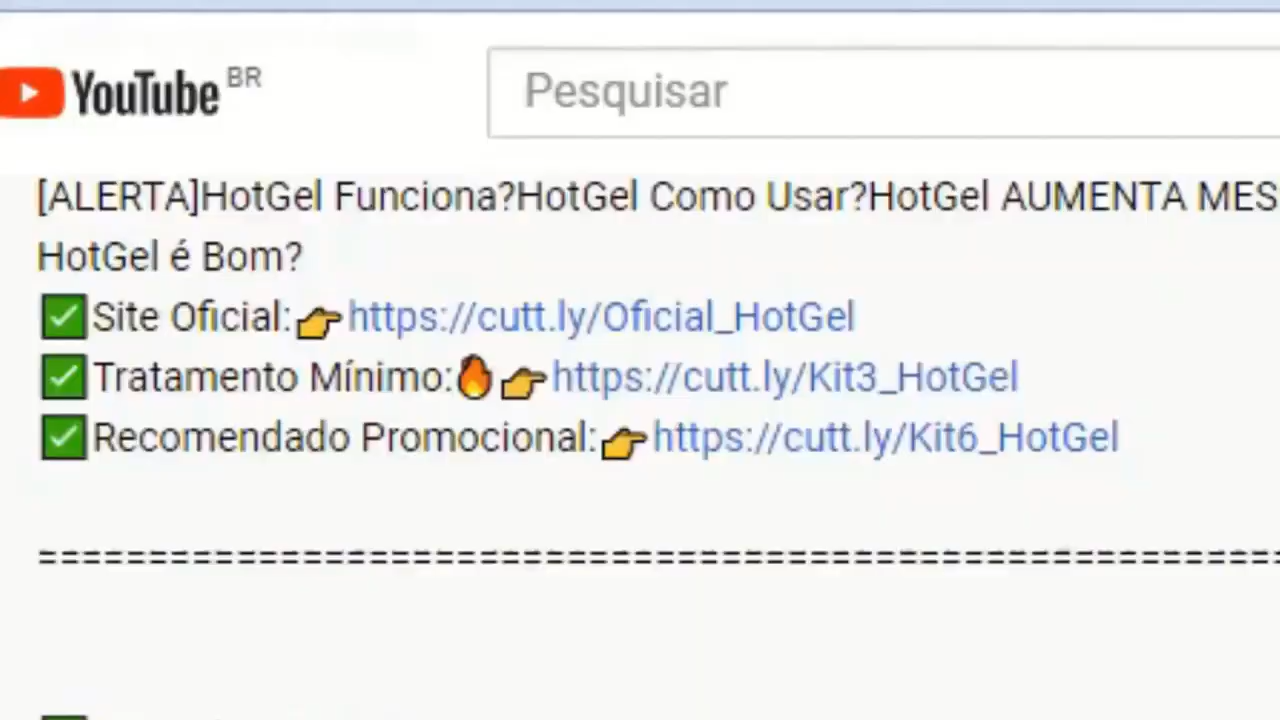 YouTube BR
Pesquisar
[ALERTA]HotGel Funciona?HotGel Como Usar?HotGel AUMENTA MES
HotGel é Bom?
✅Site Oficial:👉https://cutt.ly/Oficial_HotGel
✅Tratamento Mínimo:🔥👉https://cutt.ly/Kit3_HotGel
✅Recomendado Promocional:👉https://cutt.ly/Kit6_HotGel
==============================================================